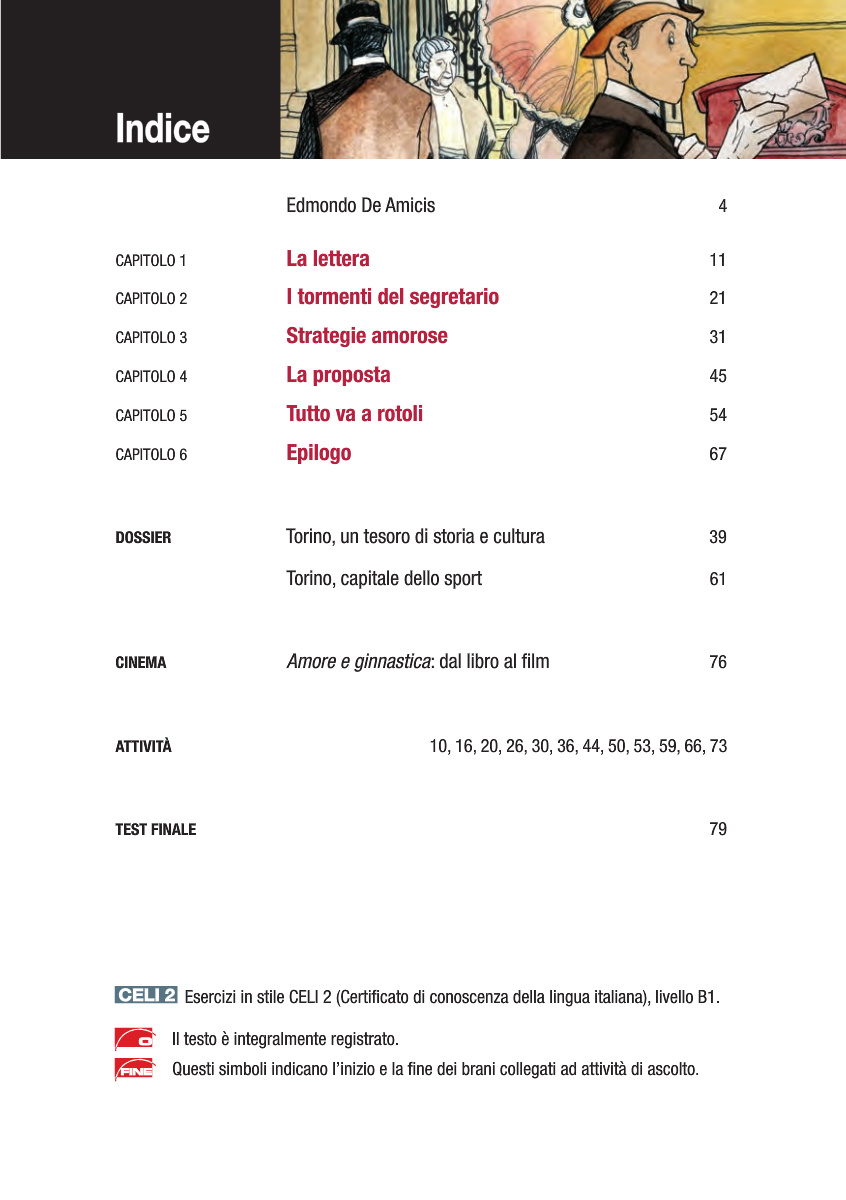 Indice
Edmondo De Amicis 4
CAPITOLO 1 La lettera 11
CAPITOLO 2 I tormenti del segretario 21
CAPITOLO 3 Strategie amorose 31
CAPITOLO 4 La proposta 45
CAPITOLO 5 Tutto va a rotoli 54
CAPITOLO 6 Epilogo 67
DOSSIER Torino, un tesoro di storia e cultura 39
Torino, capitale dello sport 61
CINEMA Amore e ginnastica: dal libro al film 76
ATTIVITÀ 10, 16, 20, 26, 30, 36, 44, 50, 53, 59, 66, 73
TEST FINALE 79
CELI 2 Esercizi in stile CELI 2 (Certificato di conoscenza della lingua italiana), livello B1.
Il testo è integralmente registrato.
FINE Questi simboli indicano l'inizio e la fine dei brani collegati ad attività di ascolto.